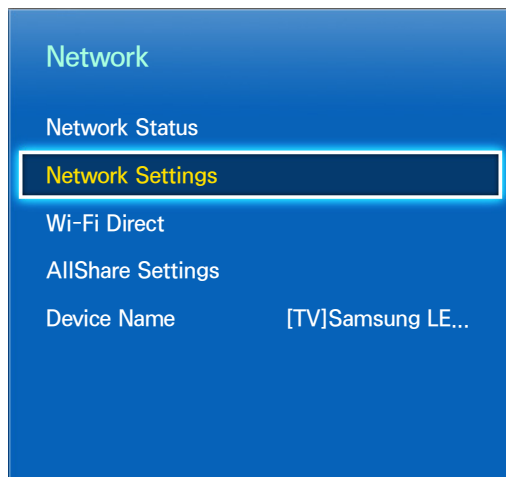 Network
Network Status
Network Settings
Wi-Fi Direct
AllShare Settings
Device Name [TV]Samsung LE...